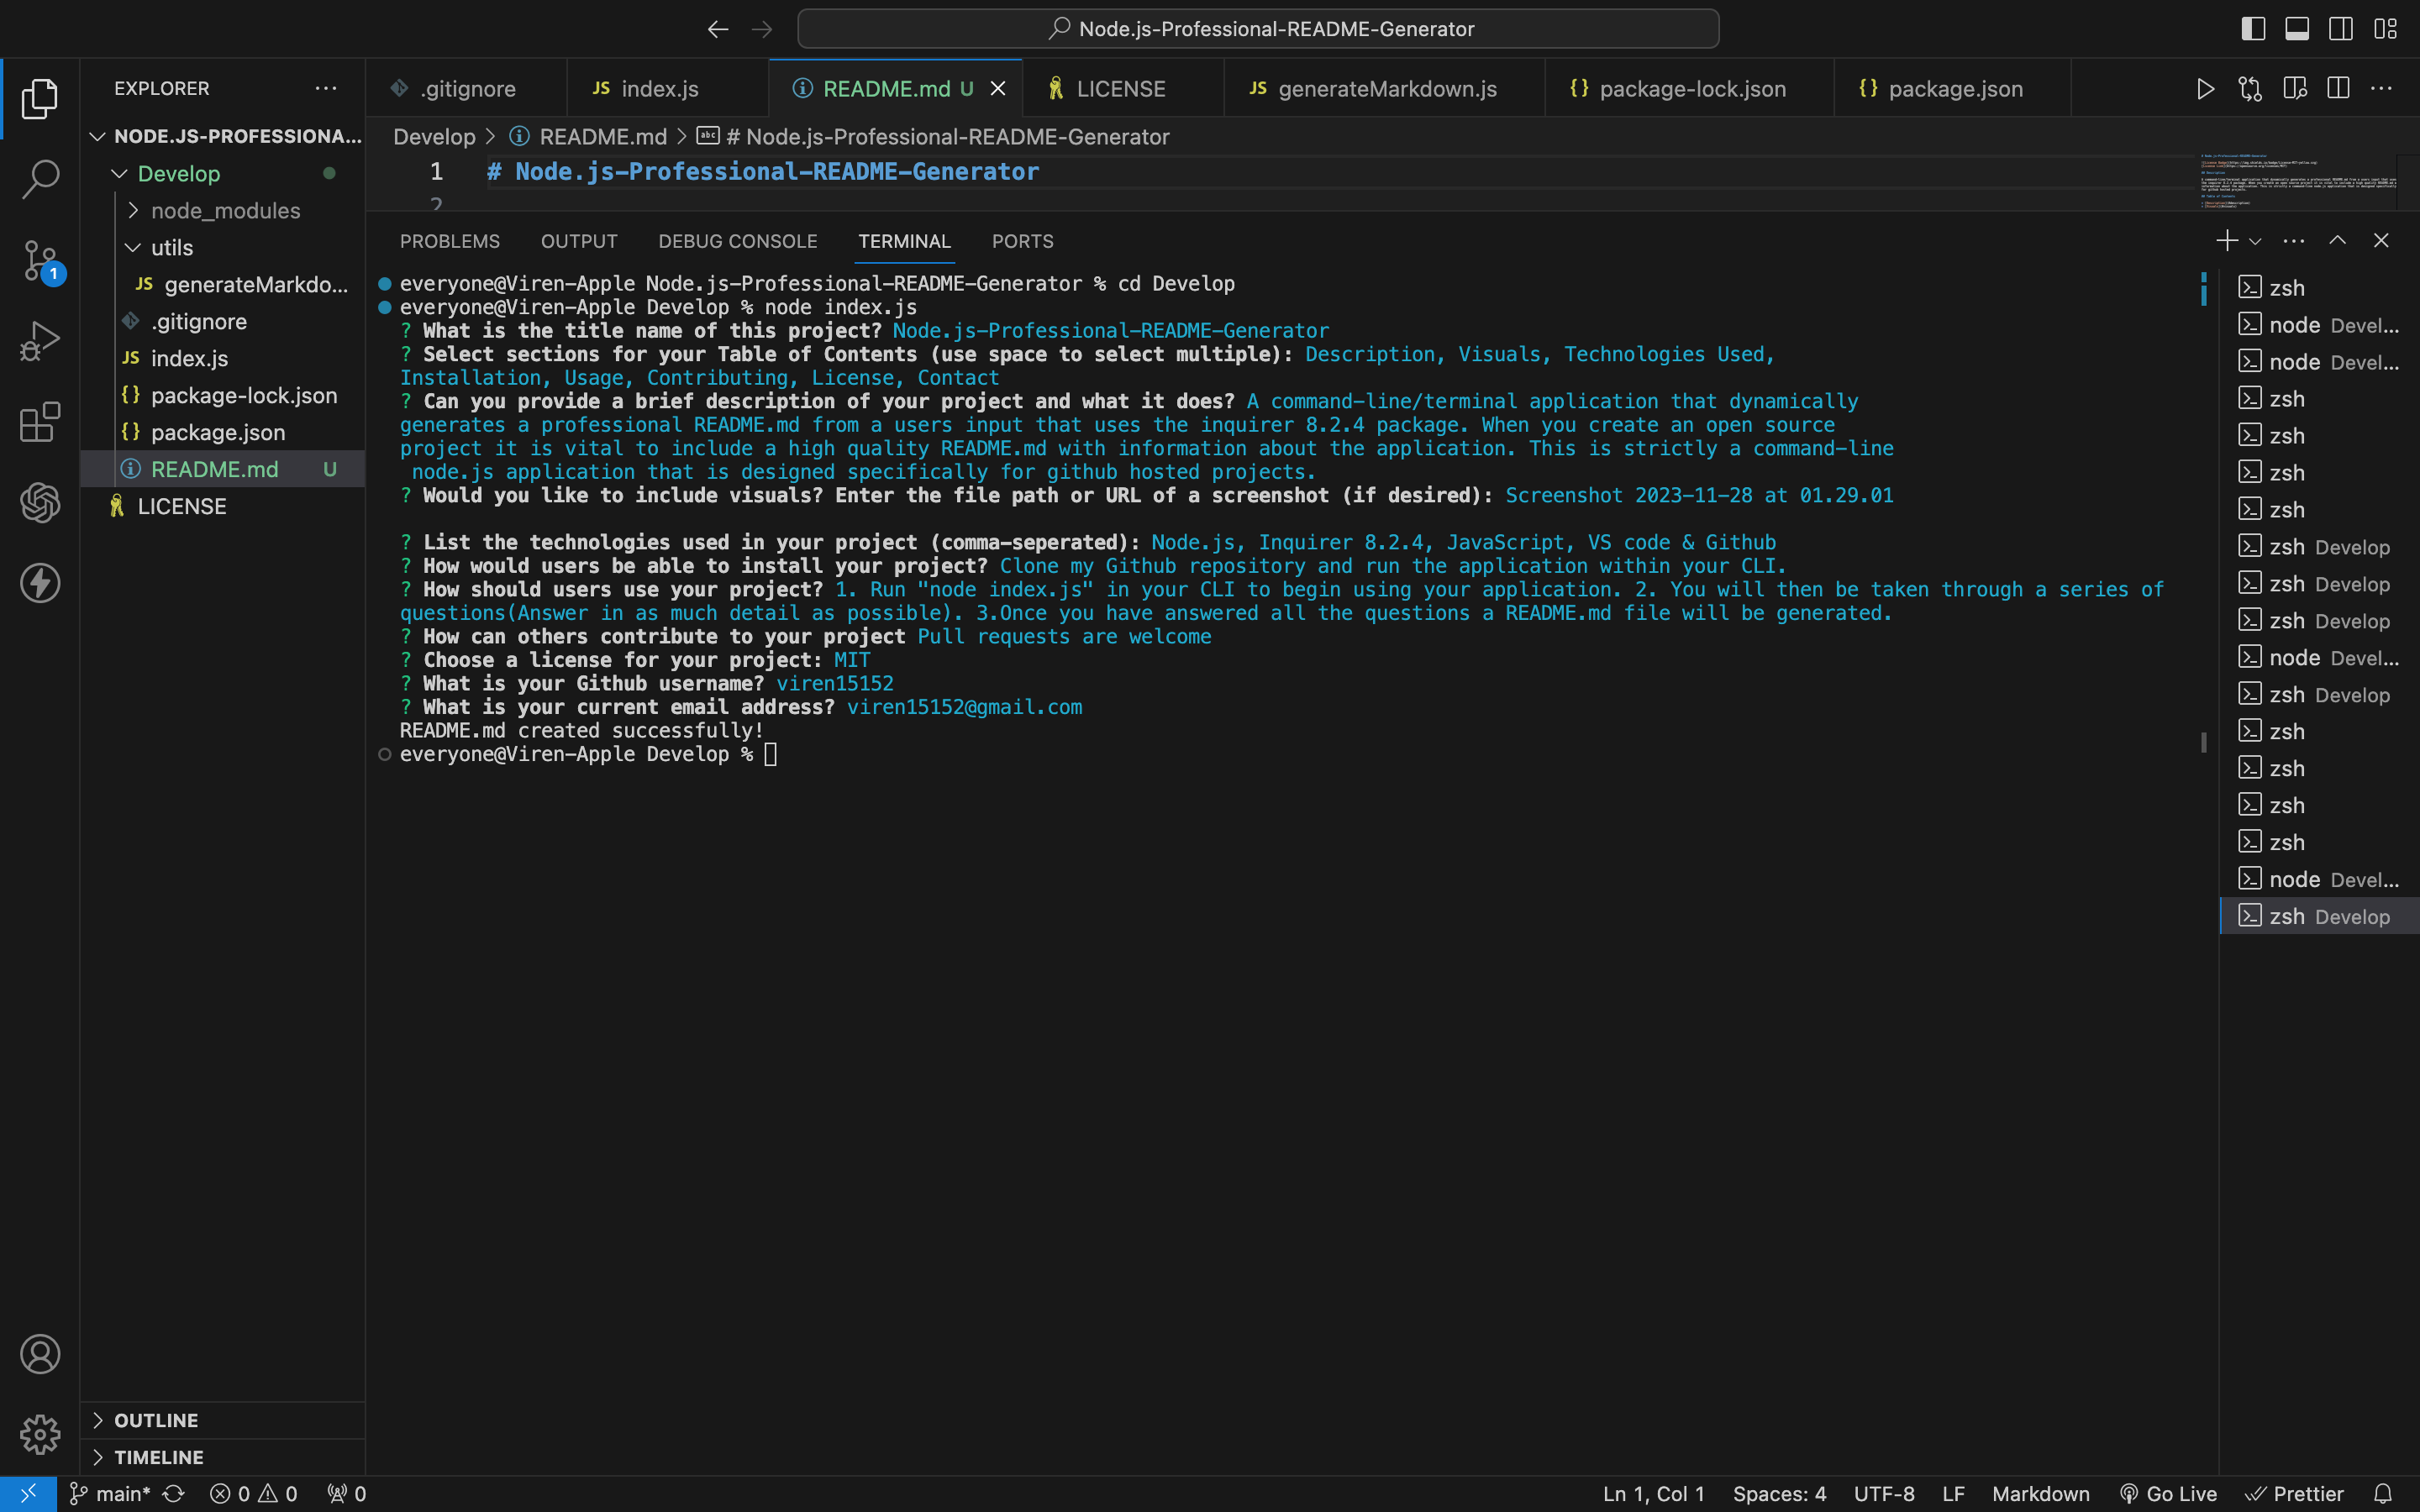 Node.js-Professional-README-Generator
EXPLORER
.gitignore
JS index.js
README.md U
LICENSE
JS generateMarkdown.js
{} package-lock.json
{} package.json
NODE.JS-PROFESSIONA...
Develop
node_modules
utils
JS generateMarkdo...
.gitignore
JS index.js
{} package-lock.json
{} package.json
README.md U
LICENSE
1
Develop > README.md > abc # Node.js-Professional-README-Generator
1 # Node.js-Professional-README-Generator
2
PROBLEMS OUTPUT DEBUG CONSOLE TERMINAL PORTS
everyone@Viren-Apple Node.js-Professional-README-Generator % cd Develop
everyone@Viren-Apple Develop % node index.js
? What is the title name of this project? Node.js-Professional-README-Generator
? Select sections for your Table of Contents (use space to select multiple): Description, Visuals, Technologies Used,
Installation, Usage, Contributing, License, Contact
? Can you provide a brief description of your project and what it does? A command-line/terminal application that dynamically
generates a professional README.md from a users input that uses the inquirer 8.2.4 package. When you create an open source
project it is vital to include a high quality README.md with information about the application. This is strictly a command-line
node.js application that is designed specifically for github hosted projects.
? Would you like to include visuals? Enter the file path or URL of a screenshot (if desired): Screenshot 2023-11-28 at 01.29.01
? List the technologies used in your project (comma-seperated): Node.js, Inquirer 8.2.4, JavaScript, VS code & Github
? How would users be able to install your project? Clone my Github repository and run the application within your CLI.
? How should users use your project? 1. Run "node index.js" in your CLI to begin using your application. 2. You will then be taken through a series of
questions(Answer in as much detail as possible). 3.Once you have answered all the questions a README.md file will be generated.
? How can others contribute to your project Pull requests are welcome
? Choose a license for your project: MIT
? What is your Github username? viren15152
? What is your current email address? viren15152@gmail.com
README.md created successfully!
everyone@Viren-Apple Develop %
zsh
node Devel...
node Devel...
zsh
zsh
zsh
zsh
zsh Develop
zsh Develop
zsh Develop
node Devel...
zsh Develop
zsh
zsh
zsh
zsh
node Devel...
zsh Develop
OUTLINE
TIMELINE
main* 0 0 0
Ln 1, Col 1 Spaces: 4 UTF-8 LF Markdown Go Live Prettier